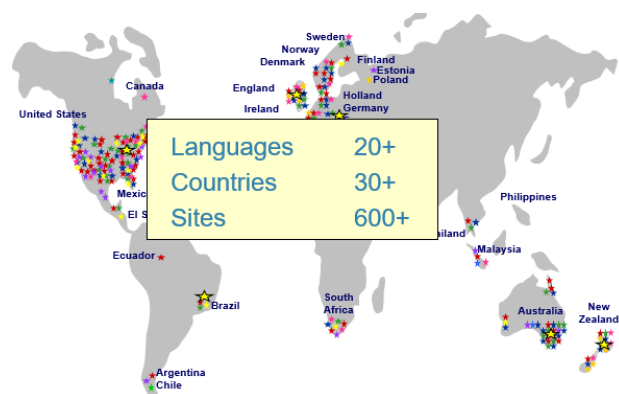 Sweden
Norway
Denmark
Finland
Estonia
Poland
Canada
England
Holland
Ireland
Germany
United States
Languages 20+
Countries 30+
Sites 600+
Mexic
El S
Philippines
ailand
Malaysia
Ecuador
Brazil
South
Africa
Australia
New
Zealand
Argentina
Chile